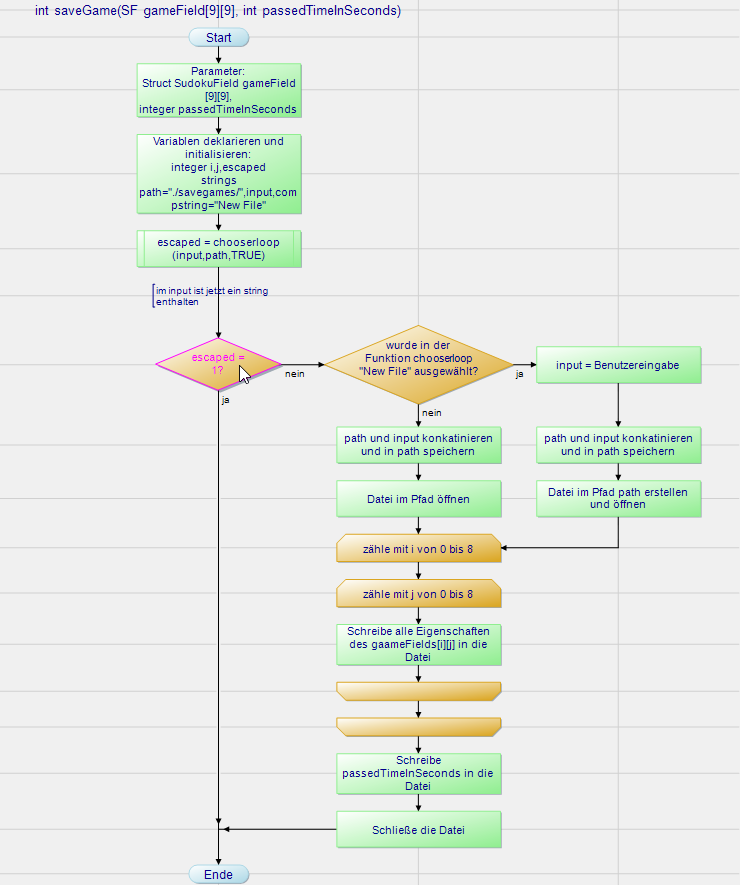 int saveGame(SF gameField[9][9], int passedTimeInSeconds)
Start
Parameter:
Struct SudokuField gameField
[9][9],
integer passedTimeInSeconds
Variablen deklarieren und
initialisieren:
integer i,j,escaped
strings
path="./savegames/",input,com
pstring="New File"
escaped = chooserloop
(input,path,TRUE)
im input ist jetzt ein string
enthalten
escaped =
1?
nein
ja
wurde in der
Funktion chooserloop
"New File" ausgewählt?
ja
nein
input = Benutzereingabe
path und input konkatinieren
und in path speichern
path und input konkatinieren
und in path speichern
Datei im Pfad öffnen
Datei im Pfad path erstellen
und öffnen
zähle mit i von 0 bis 8
zähle mit j von 0 bis 8
Schreibe alle Eigenschaften
des gaameFields[i][j] in die
Datei
Schreibe
passedTimeInSeconds in die
Datei
Schließe die Datei
Ende